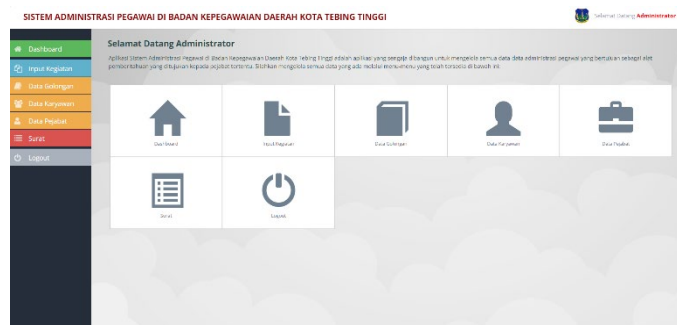 SISTEM ADMINISTRASI PEGAWAI DI BADAN KEPEGAWAIAN DAERAH KOTA TEBING TINGGI
Selamat Datang Administrator
Dashboard
Input Kegiatan
Data Golongan
Data Karyawan
Data Pejabat
Surat
Logout
Selamat Datang Administrator
Aplikasi Sistem Administrasi Pegawai di Badan Kepegawaian Daerah Kota Tebing Tinggi adalah aplikasi yang sengaja dibangun untuk mengelola semua data data administrasi pegawai yang bertujuan sebagai alat
pemberitahuan yang ditujukan kepada pejabat tertentu. Silahkan mengelola semua data yang ada melalui menu-menu yang telah tersedia di bawah ini.
Dashboard
Input Kegiatan
Data Golongan
Data Karyawan
Data Pejabat
Surat
Logout